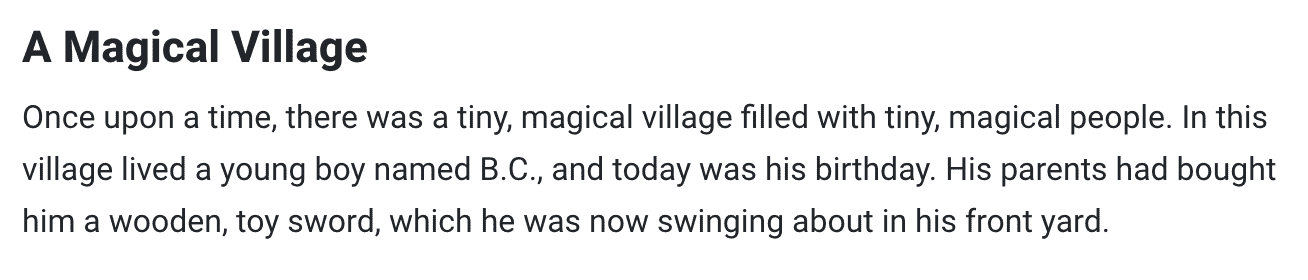 A Magical Village
Once upon a time, there was a tiny, magical village filled with tiny, magical people. In this
village lived a young boy named B.C., and today was his birthday. His parents had bought
him a wooden, toy sword, which he was now swinging about in his front yard.